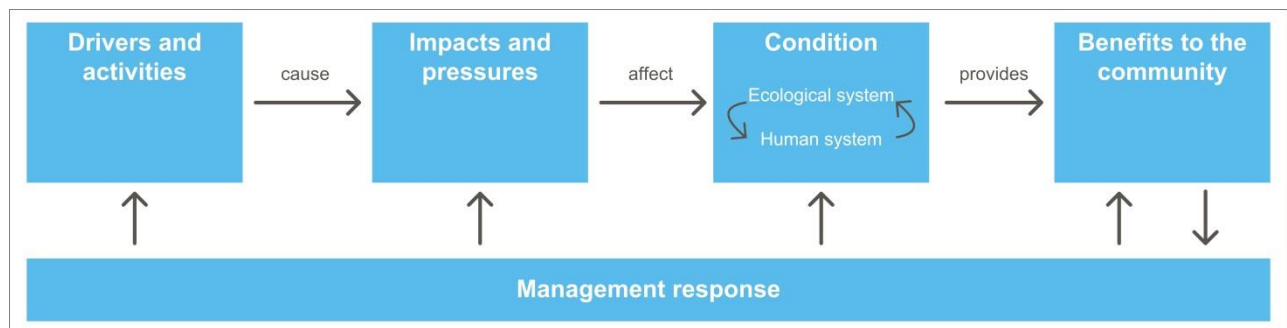 Drivers and
activities
cause
Impacts and
pressures
affect
Condition
Ecological system
Human system
provides
Benefits to the
community
Management response